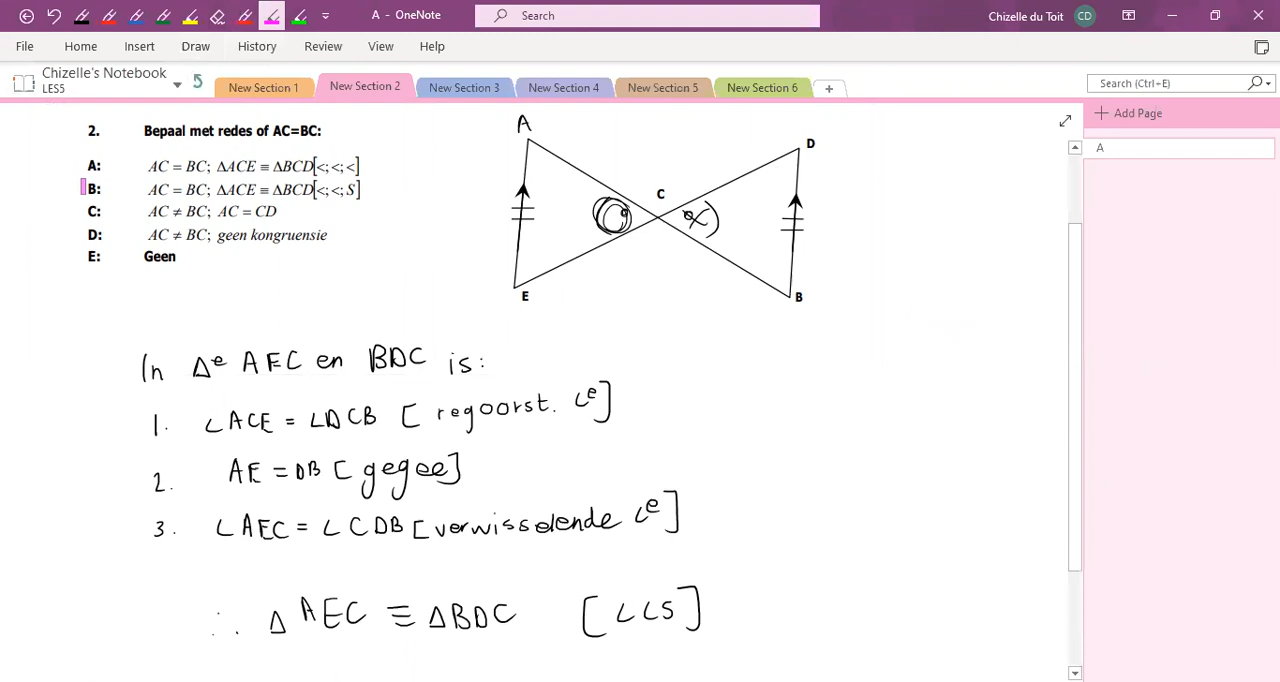 A - OneNote
Search
Chizelle du Toit
CD
File
Home
Insert
Draw
History
Review
View
Help
Chizelle's Notebook
LES5
New Section 1
New Section 2
New Section 3
New Section 4
New Section 5
New Section 6
Search (Ctrl+E)
Add Page
A
2. Bepaal met redes of AC=BC:
A: AC = BC; ΔACE ≡ ΔBCD[<;<;<]
B: AC = BC; ΔACE ≡ ΔBCD[<;<;S]
C: AC ≠ BC; AC = CD
D: AC ≠ BC; geen kongruensie
E: Geen
A
D
C
E
B
In Δe AEC en BDC is:
1. ∠ACE = ∠DCB [regoorst. ∠e]
2. AE = DB [gegee]
3. ∠AEC = ∠CDB [verwisselende ∠e]
∴ ΔAEC ≡ ΔBDC [∠∠S]